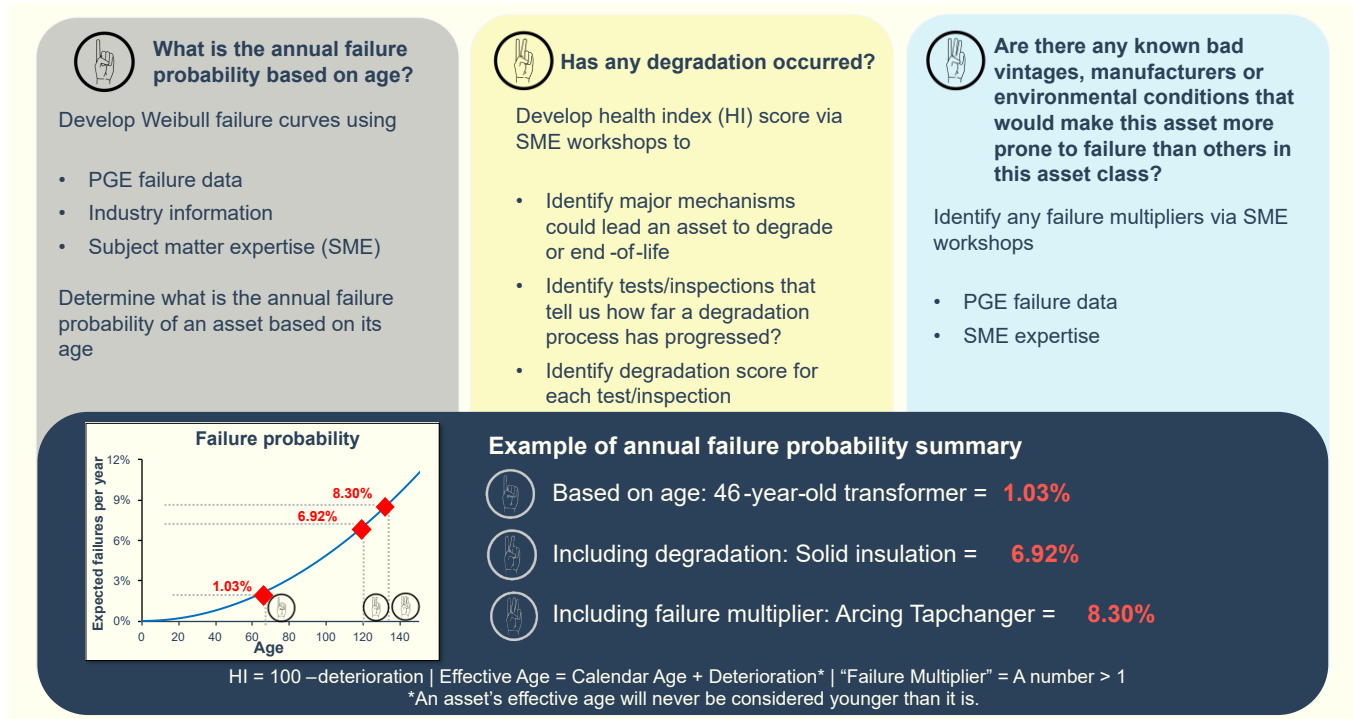 What is the annual failure
probability based on age?
Develop Weibull failure curves using
• PGE failure data
• Industry information
• Subject matter expertise (SME)
Determine what is the annual failure
probability of an asset based on its
age
Has any degradation occurred?
Develop health index (HI) score via
SME workshops to
• Identify major mechanisms
could lead an asset to degrade
or end -of-life
• Identify tests/inspections that
tell us how far a degradation
process has progressed?
• Identify degradation score for
each test/inspection
Are there any known bad
vintages, manufacturers or
environmental conditions that
would make this asset more
prone to failure than others in
this asset class?
Identify any failure multipliers via SME
workshops
• PGE failure data
• SME expertise
Failure probability
Expected failures per year
12%
9%
6%
3%
0%
8.30%
6.92%
1.03%
0 20 40 60 80 100 120 140
Age
Example of annual failure probability summary
Based on age: 46-year-old transformer = 1.03%
Including degradation: Solid insulation = 6.92%
Including failure multiplier: Arcing Tapchanger = 8.30%
HI = 100 –deterioration | Effective Age = Calendar Age + Deterioration* | “Failure Multiplier” = A number > 1
*An asset’s effective age will never be considered younger than it is.